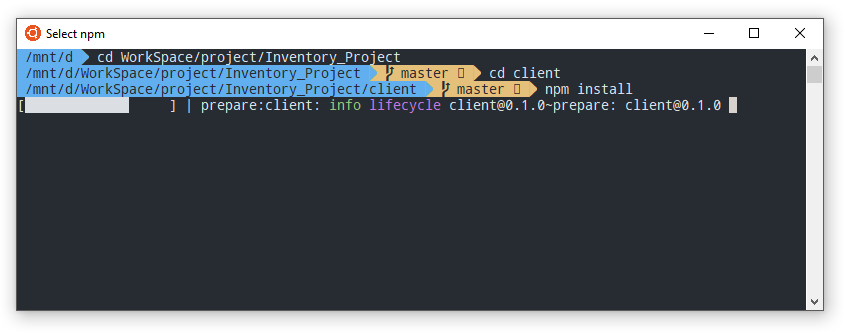 Select npm
/mnt/d cd WorkSpace/project/Inventory_Project
/mnt/d/WorkSpace/project/Inventory_Project master cd client
/mnt/d/WorkSpace/project/Inventory_Project/client master npm install
[ ] | prepare:client: info lifecycle client@0.1.0~prepare: client@0.1.0